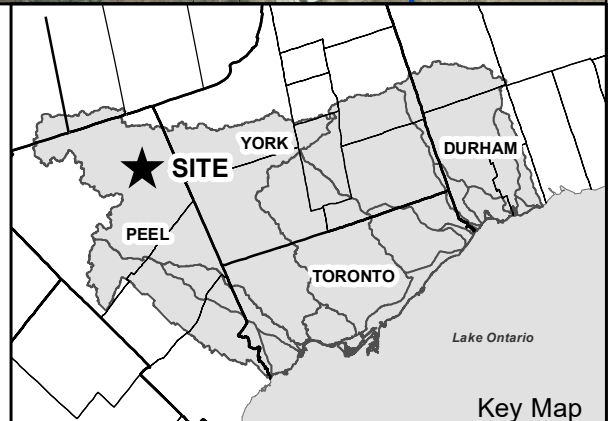 YORK
DURHAM
SITE
PEEL
TORONTO
Lake Ontario
Key Map